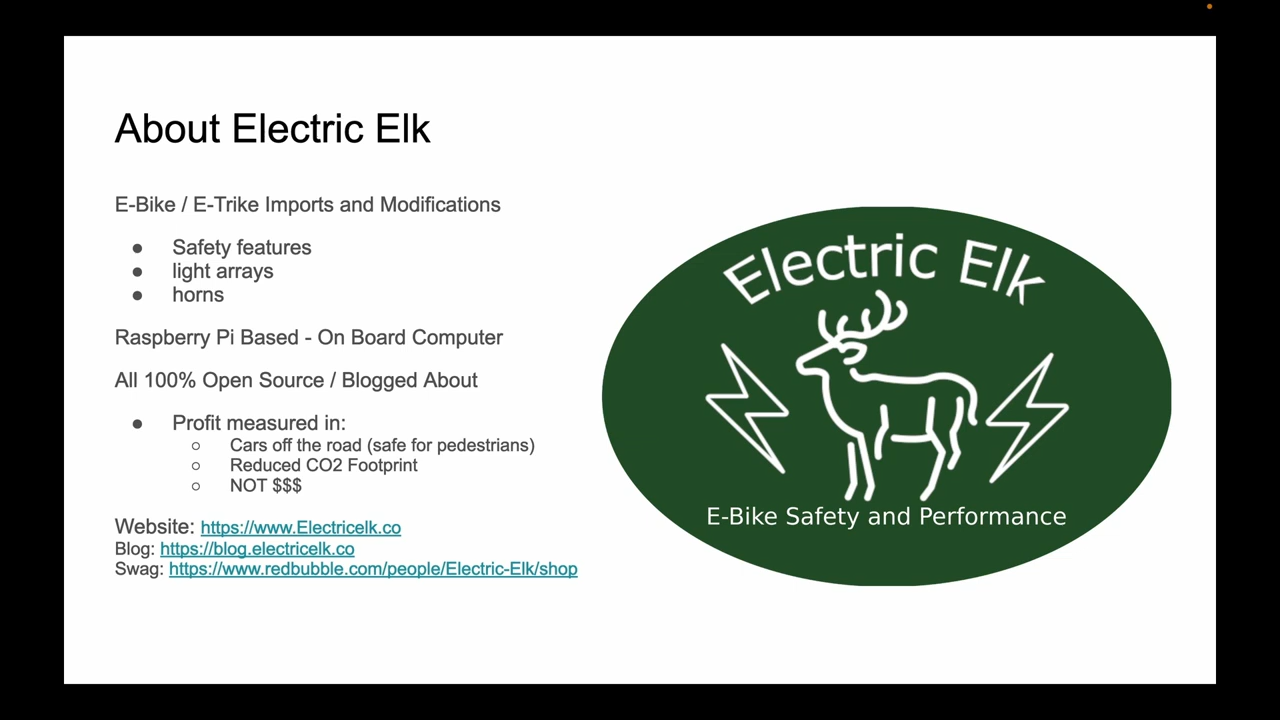 About Electric Elk
E-Bike / E-Trike Imports and Modifications
● Safety features
● light arrays
● horns
Raspberry Pi Based - On Board Computer
All 100% Open Source / Blogged About
● Profit measured in:
○ Cars off the road (safe for pedestrians)
○ Reduced CO2 Footprint
○ NOT $$$
Website: https://www.Electricelk.co
Blog: https://blog.electricelk.co
Swag: https://www.redbubble.com/people/Electric-Elk/shop
Electric Elk
E-Bike Safety and Performance